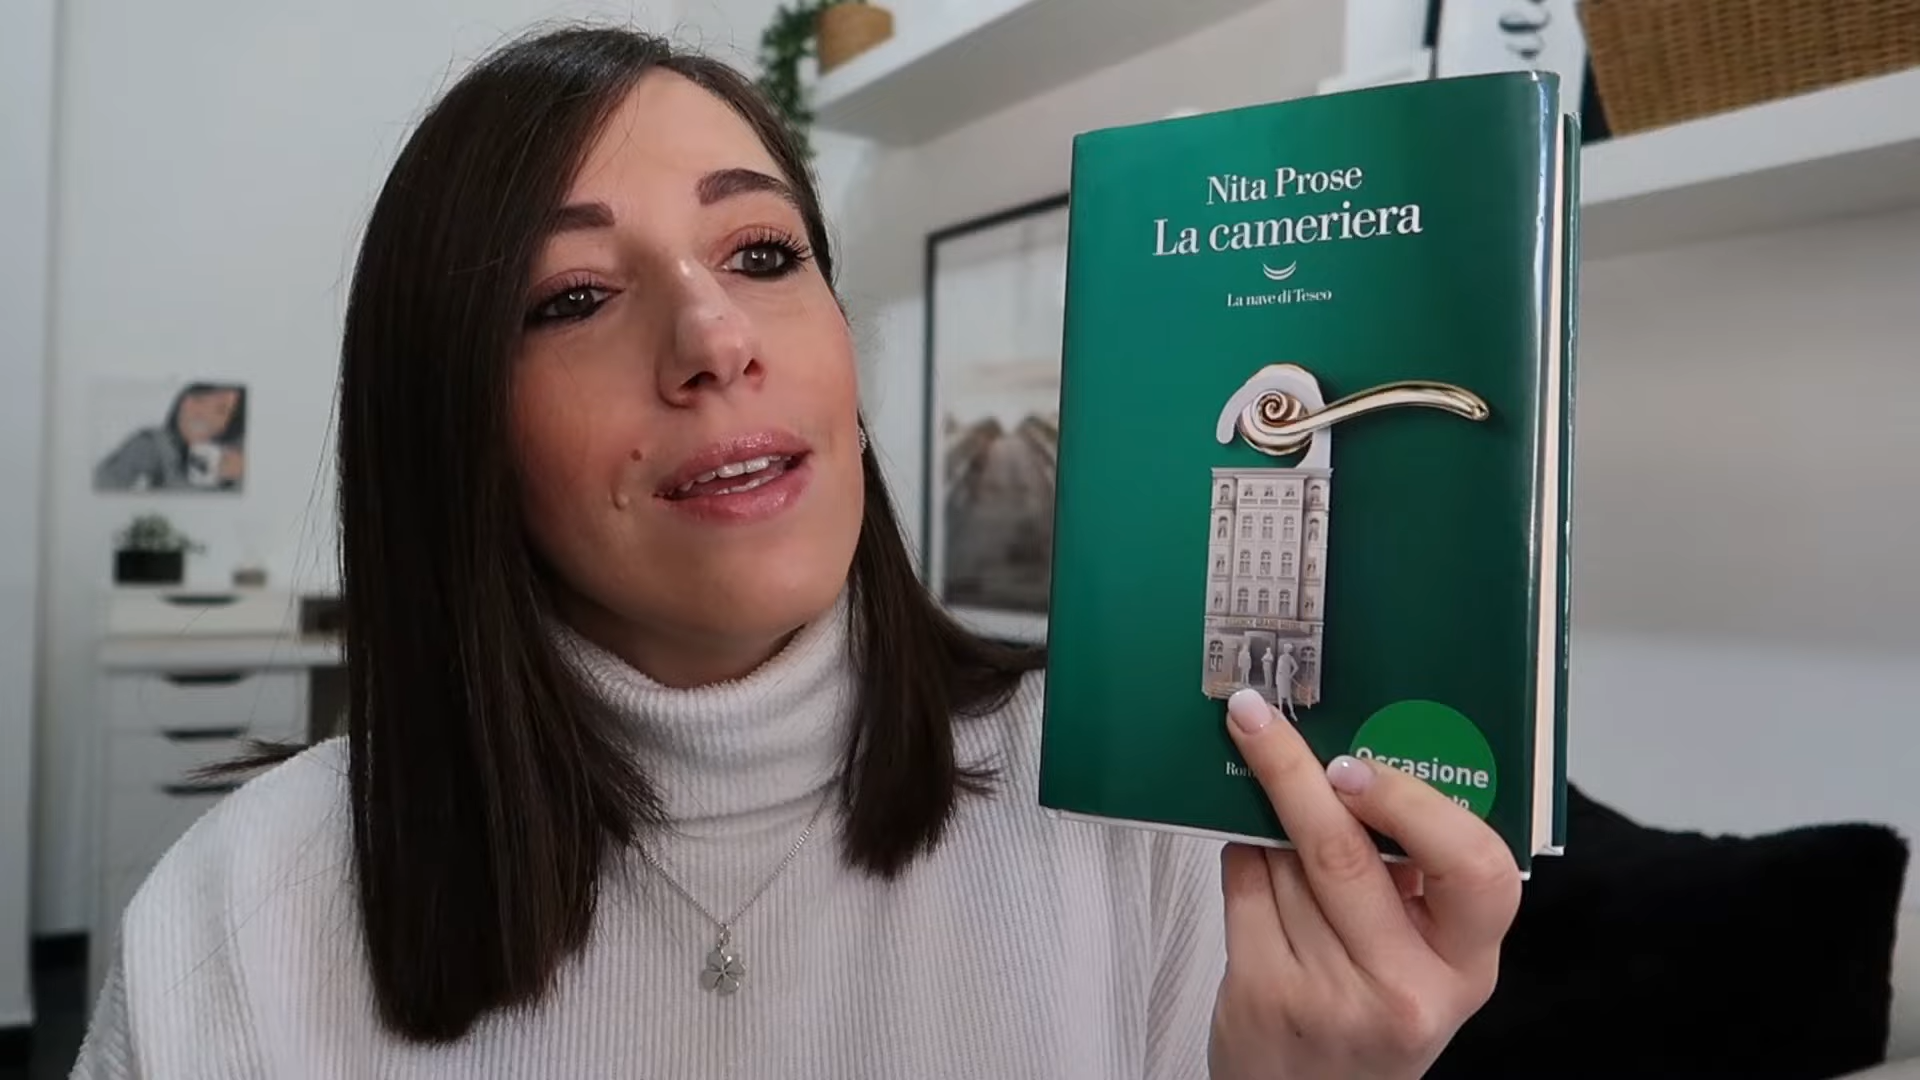 Nita Prose
La cameriera
La nave di Teseo
Occasione